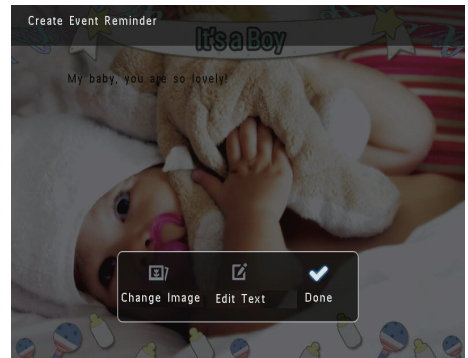 Create Event Reminder
It's a Boy
My baby, you are so lovely!
Change Image
Edit Text
Done